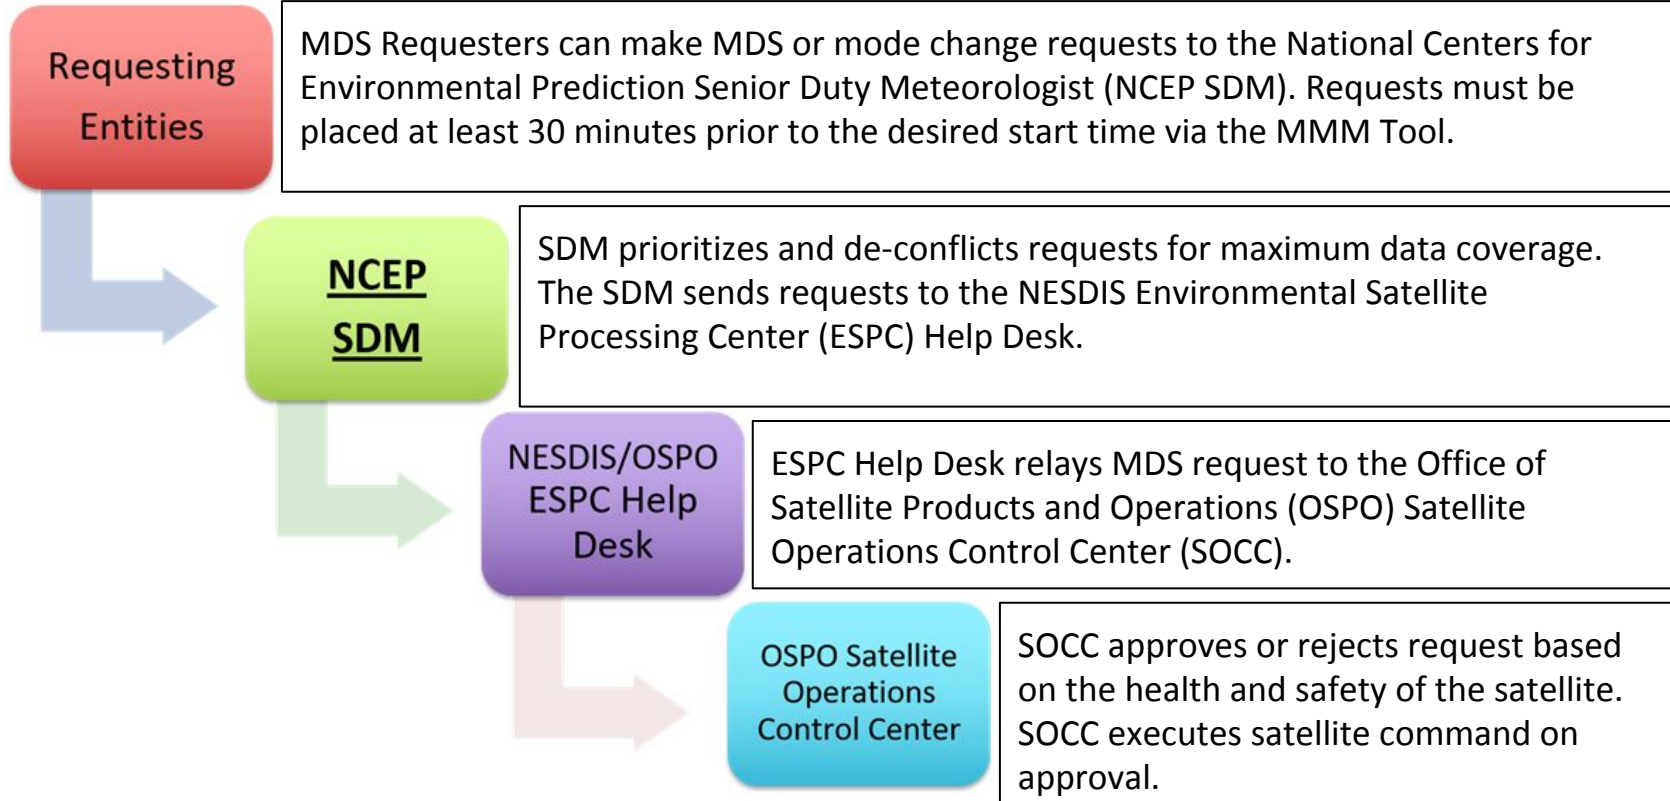 Requesting
Entities
MDS Requesters can make MDS or mode change requests to the National Centers for
Environmental Prediction Senior Duty Meteorologist (NCEP SDM). Requests must be
placed at least 30 minutes prior to the desired start time via the MMM Tool.
NCEP
SDM
SDM prioritizes and de-conflicts requests for maximum data coverage.
The SDM sends requests to the NESDIS Environmental Satellite
Processing Center (ESPC) Help Desk.
NESDIS/OSPO
ESPC Help
Desk
ESPC Help Desk relays MDS request to the Office of
Satellite Products and Operations (OSPO) Satellite
Operations Control Center (SOCC).
OSPO Satellite
Operations
Control Center
SOCC approves or rejects request based
on the health and safety of the satellite.
SOCC executes satellite command on
approval.